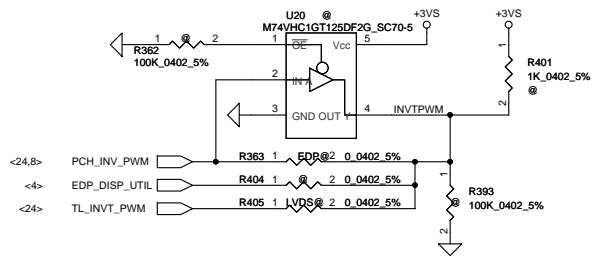 U20 @
M74VHC1GT125DF2G_SC70-5
+3VS
+3VS
1 @ 2
R362
100K_0402_5%
1 OE Vcc 5
2 IN A
3 GND OUT Y 4
INVTPWM
1
R401
1K_0402_5%
@
2
<24,8> PCH_INV_PWM R363 1 EDP@ 2 0_0402_5%
<4> EDP_DISP_UTIL R404 1 @ 2 0_0402_5%
<24> TL_INVT_PWM R405 1 LVDS@ 2 0_0402_5%
1
R393
@ 100K_0402_5%
2